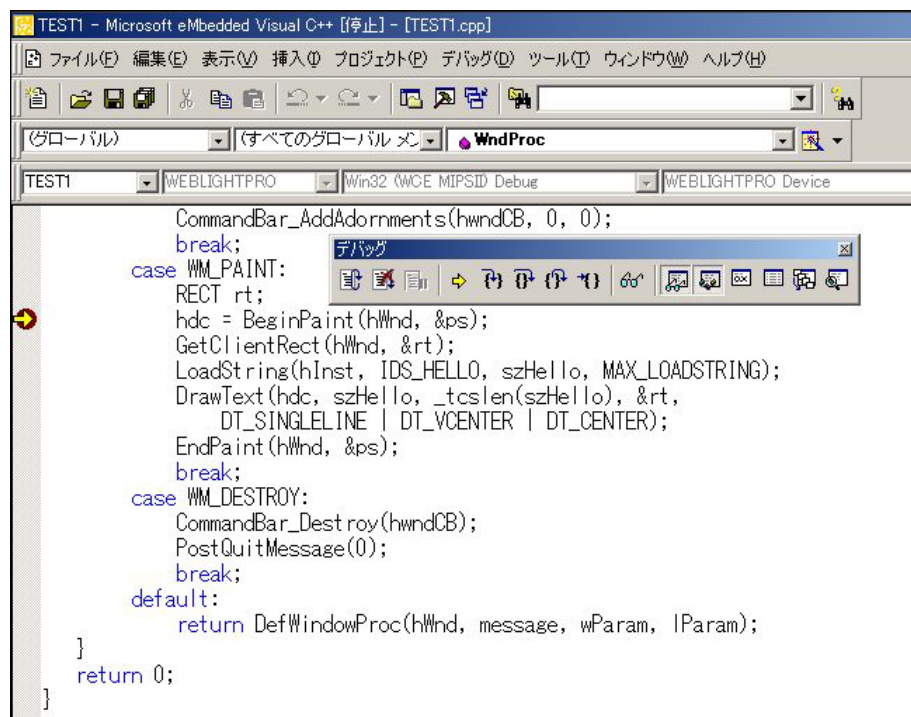 TEST1 - Microsoft eMbedded Visual C++ [停止] - [TEST1.cpp]
ファイル(F) 編集(E) 表示(V) 挿入(I) プロジェクト(P) デバッグ(D) ツール(T) ウィンドウ(W) ヘルプ(H)
(グローバル) (すべてのグローバル メン WndProc
TEST1 WEBLIGHTPRO Win32 (WCE MIPSII) Debug WEBLIGHTPRO Device
CommandBar_AddAdornments(hwndCB, 0, 0);
break;
デバッグ
case WM_PAINT:
RECT rt;
hdc = BeginPaint(hWnd, &ps);
GetClientRect(hWnd, &rt);
LoadString(hInst, IDS_HELLO, szHello, MAX_LOADSTRING);
DrawText(hdc, szHello, _tcslen(szHello), &rt,
DT_SINGLELINE | DT_VCENTER | DT_CENTER);
EndPaint(hWnd, &ps);
break;
case WM_DESTROY:
CommandBar_Destroy(hwndCB);
PostQuitMessage(0);
break;
default:
return DefWindowProc(hWnd, message, wParam, lParam);
}
return 0;
}